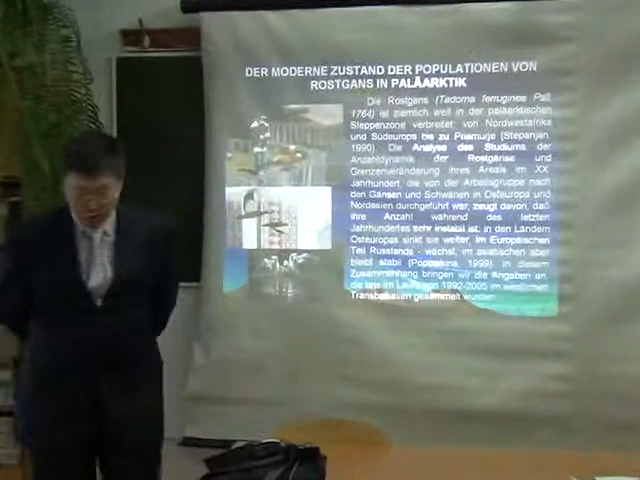 DER MODERNE ZUSTAND DER POPULATIONEN VON
ROSTGANS IN PALÄARKTIK
Die Rostgans (Tadorna ferruginea Pall.
1764) ist ziemlich weit in der paläarktischen
Steppenzone verbreitet: von Nordwestafrika
und Südeuropas bis zu Priamurje (Stepanjan,
1990). Die Analyse des Studiums der
Anzahldynamik der Rostgänse und
Grenzenveränderung ihres Areals im XX
Jahrhundert, die von der Arbeitsgruppe nach
den Gänsen und Schwänen in Osteuropa und
Nordasien durchgeführt war, zeugt davon, daß
ihre Anzahl während des letzten
Jahrhundertes sehr instabil ist: in den Ländern
Osteuropas sinkt sie weiter, im Europäischen
Teil Russlands - wächst, im asiatischen aber
bleibt stabil 1999). In diesem
Zusammenhang bringen wir die Angaben an,
die uns im Laufe von 1992-2005 im westlichen
Transbaikalien gesammelt wurden.